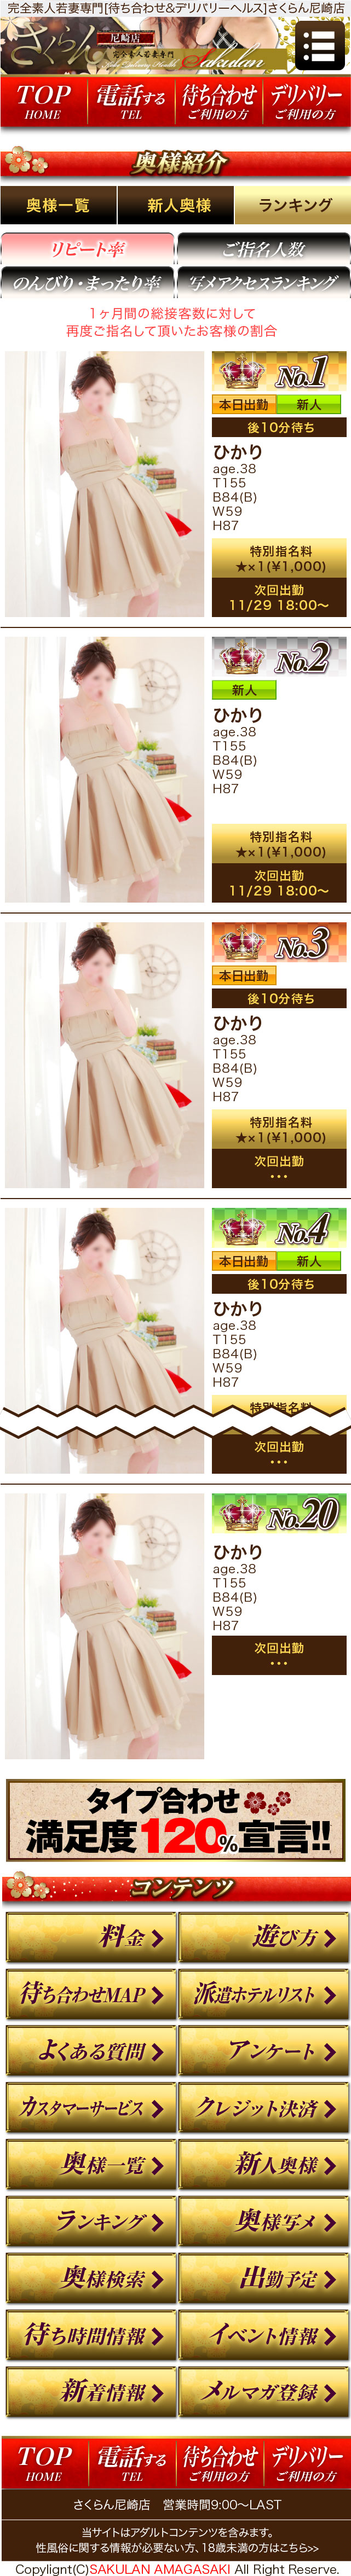 完全素人若妻専門[待ち合わせ&デリバリーヘルス]さくらん尼崎店
さくらん
尼崎店
完全素人若妻専門
Sakulan
TOP
HOME
電話する
TEL
待ち合わせ
ご利用の方
デリバリー
ご利用の方
奥様紹介
奥様一覧
新人奥様
ランキング
リピート率
ご指名人数
のんびり・まったり率
写メアクセスランキング
1ヶ月間の総接客数に対して
再度ご指名して頂いたお客様の割合
No.1
本日出勤
新人
後10分待ち
ひかり
age.38
T155
B84(B)
W59
H87
特別指名料
★×1(¥1,000)
次回出勤
11/29 18:00〜
No.2
新人
ひかり
age.38
T155
B84(B)
W59
H87
特別指名料
★×1(¥1,000)
次回出勤
11/29 18:00〜
No.3
本日出勤
後10分待ち
ひかり
age.38
T155
B84(B)
W59
H87
特別指名料
★×1(¥1,000)
次回出勤
・・・
No.4
本日出勤
新人
後10分待ち
ひかり
age.38
T155
B84(B)
W59
H87
特別指名料
次回出勤
・・・
No.20
ひかり
age.38
T155
B84(B)
W59
H87
次回出勤
・・・
タイプ合わせ
満足度120%宣言!!
コンテンツ
料金
遊び方
待ち合わせMAP
派遣ホテルリスト
よくある質問
アンケート
カスタマーサービス
クレジット決済
奥様一覧
新人奥様
ランキング
奥様写メ
奥様検索
出勤予定
待ち時間情報
イベント情報
新着情報
メルマガ登録
TOP
HOME
電話する
TEL
待ち合わせ
ご利用の方
デリバリー
ご利用の方
さくらん尼崎店　営業時間9:00〜LAST
当サイトはアダルトコンテンツを含みます。
性風俗に関する情報が必要ない方、18歳未満の方はこちら>>
Copylight(C)SAKULAN AMAGASAKI All Right Reserve.